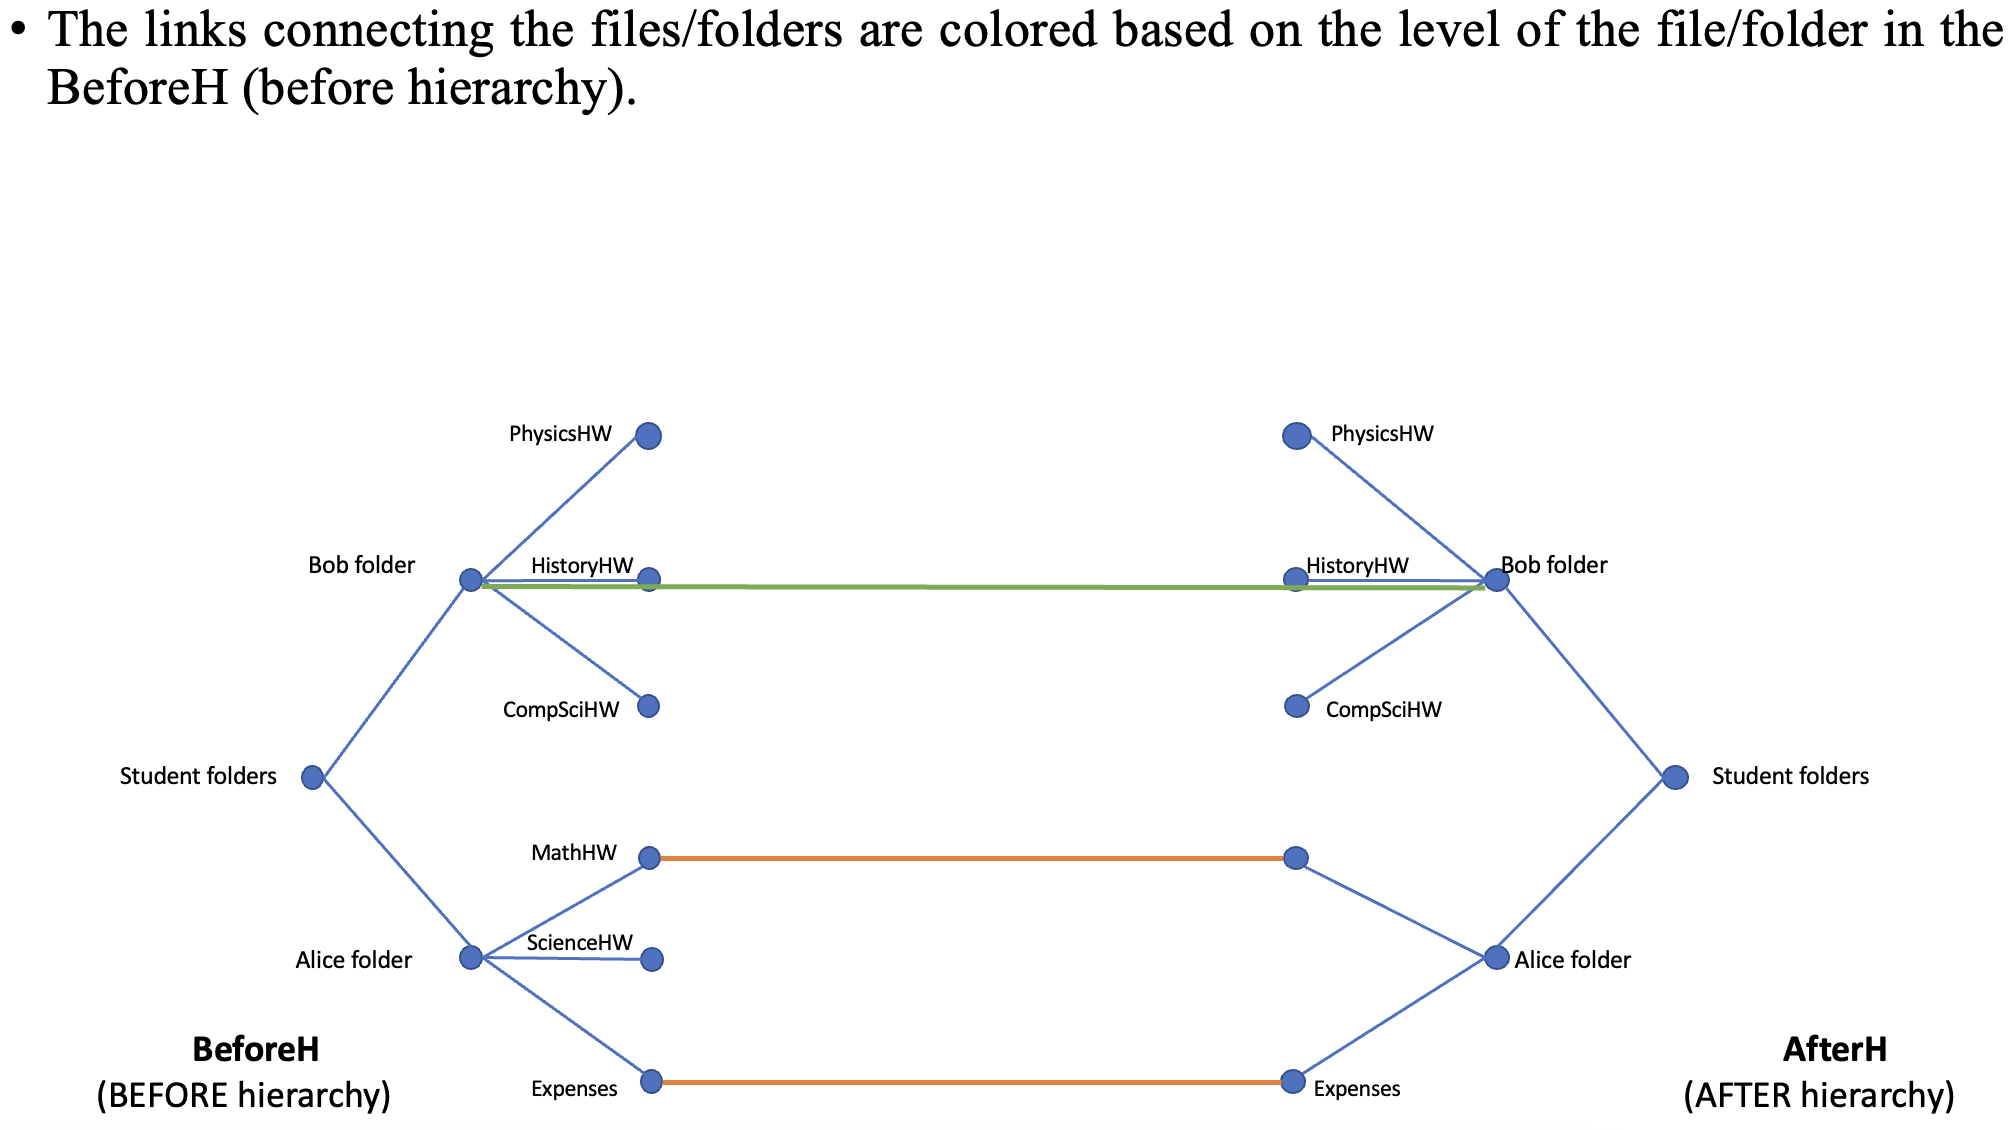 • The links connecting the files/folders are colored based on the level of the file/folder in the
BeforeH (before hierarchy).
PhysicsHW
PhysicsHW
Bob folder
HistoryHW
HistoryHW
Bob folder
CompSciHW
CompSciHW
Student folders
Student folders
MathHW
ScienceHW
Alice folder
Alice folder
BeforeH
(BEFORE hierarchy)
Expenses
Expenses
AfterH
(AFTER hierarchy)